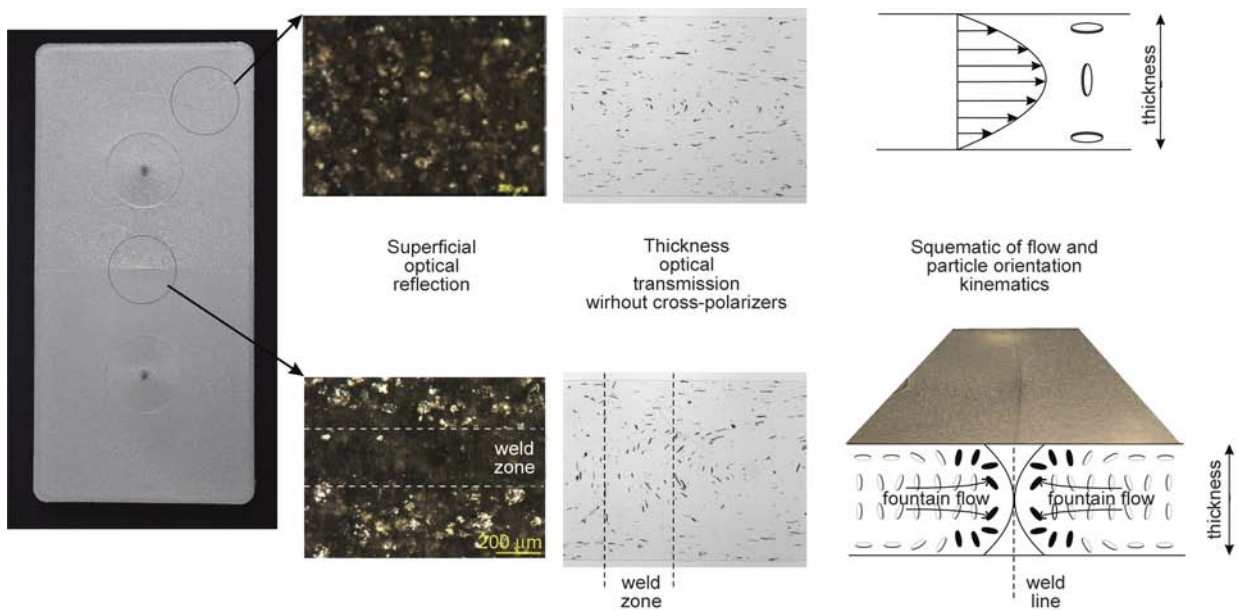 thickness
Superficial
optical
reflection
Thickness
optical
transmission
wirhout cross-polarizers
Squematic of flow and
particle orientation
kinematics
weld
zone
200 µm
fountain flow
fountain flow
thickness
weld
zone
weld
line